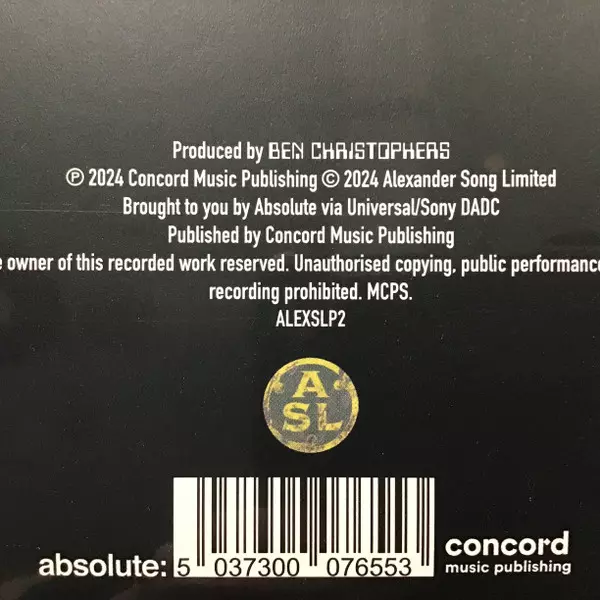 Produced by BEN CHRISTOPHERS
℗ 2024 Concord Music Publishing © 2024 Alexander Song Limited
Brought to you by Absolute via Universal/Sony DADC
Published by Concord Music Publishing
e owner of this recorded work reserved. Unauthorised copying, public performance
recording prohibited. MCPS.
ALEXSLP2
A
SL
absolute: 5 037300 076553 concord
music publishing